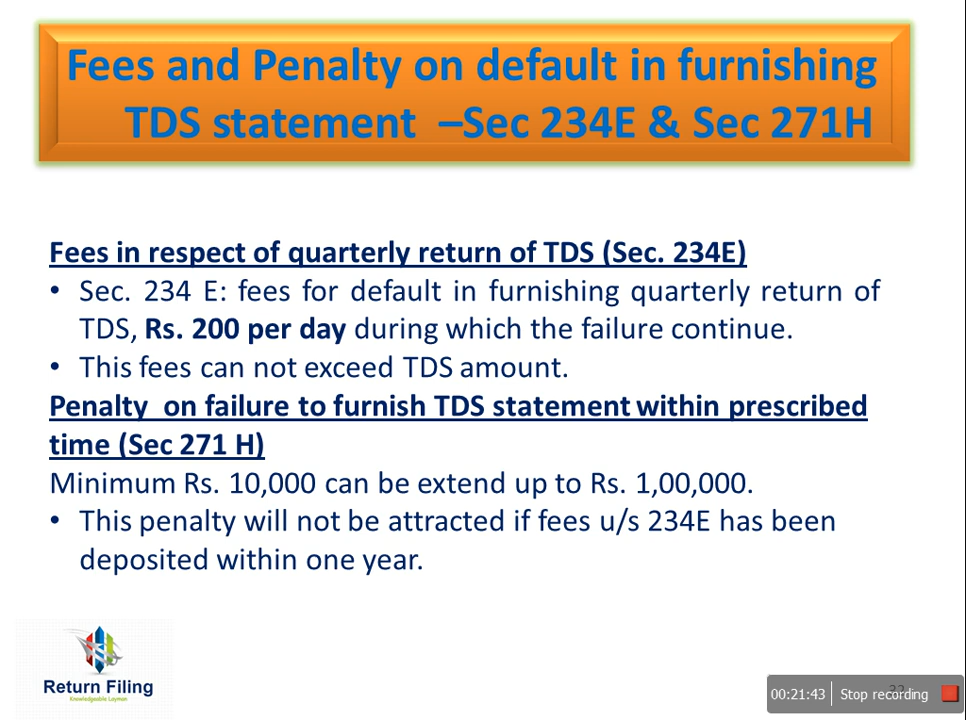 Fees and Penalty on default in furnishing
TDS statement –Sec 234E & Sec 271H
Fees in respect of quarterly return of TDS (Sec. 234E)
• Sec. 234 E: fees for default in furnishing quarterly return of
TDS, Rs. 200 per day during which the failure continue.
• This fees can not exceed TDS amount.
Penalty on failure to furnish TDS statement within prescribed
time (Sec 271 H)
Minimum Rs. 10,000 can be extend up to Rs. 1,00,000.
• This penalty will not be attracted if fees u/s 234E has been
deposited within one year.
Return Filing
Knowledgeable Layman
00:21:43 Stop recording